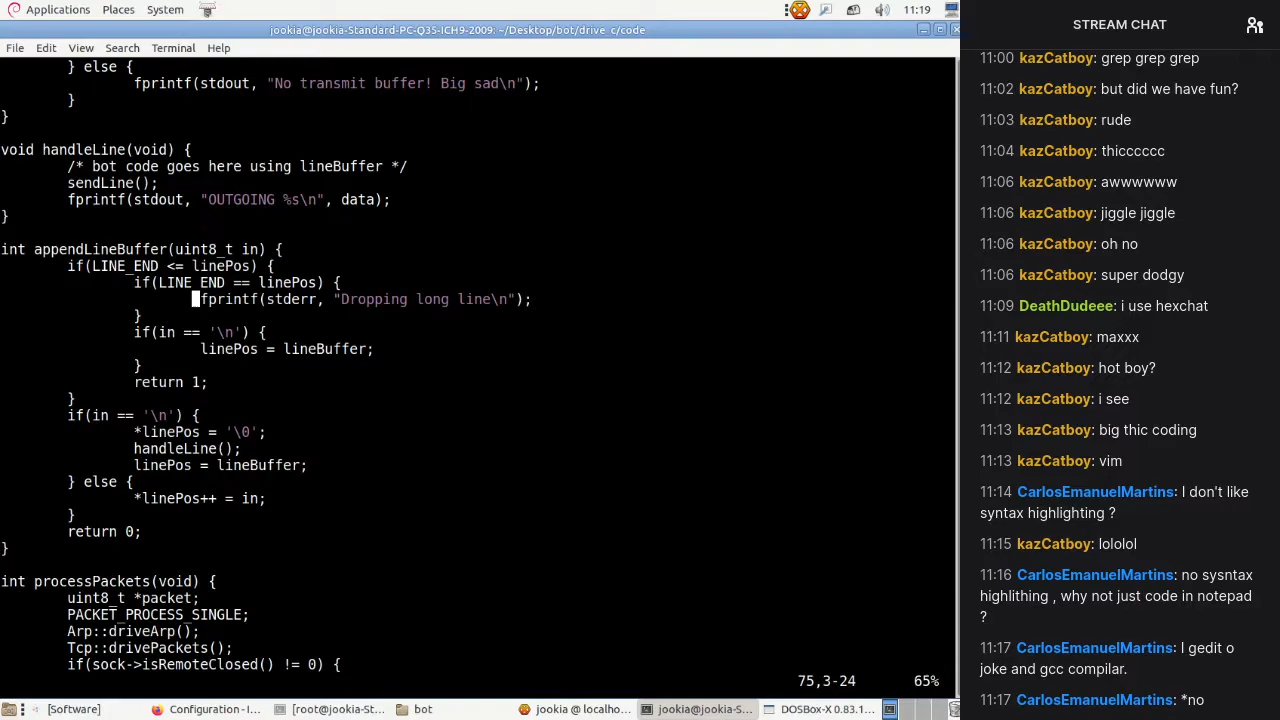 Applications Places System 11:19
jookia@jookia-Standard-PC-Q35-ICH9-2009: ~/Desktop/bot/drive_c/code
File Edit View Search Terminal Help
} else {
fprintf(stdout, "No transmit buffer! Big sad\n");
}
}
void handleLine(void) {
/* bot code goes here using lineBuffer */
sendLine();
fprintf(stdout, "OUTGOING %s\n", data);
}
int appendLineBuffer(uint8_t in) {
if(LINE_END <= linePos) {
if(LINE_END == linePos) {
fprintf(stderr, "Dropping long line\n");
}
if(in == '\n') {
linePos = lineBuffer;
}
return 1;
}
if(in == '\n') {
*linePos = '\0';
handleLine();
linePos = lineBuffer;
} else {
*linePos++ = in;
}
return 0;
}
int processPackets(void) {
uint8_t *packet;
PACKET_PROCESS_SINGLE;
Arp::driveArp();
Tcp::drivePackets();
if(sock->isRemoteClosed() != 0) {
75,3-24 65%
[Software] Configuration - I... [root@jookia-St... bot jookia @ localho... jookia@jookia-S... DOSBox-X 0.83.1...
STREAM CHAT
11:00 kazCatboy: grep grep grep
11:02 kazCatboy: but did we have fun?
11:03 kazCatboy: rude
11:04 kazCatboy: thicccccc
11:06 kazCatboy: awwwwww
11:06 kazCatboy: jiggle jiggle
11:06 kazCatboy: oh no
11:06 kazCatboy: super dodgy
11:09 DeathDudeee: i use hexchat
11:11 kazCatboy: maxxx
11:12 kazCatboy: hot boy?
11:12 kazCatboy: i see
11:13 kazCatboy: big thic coding
11:13 kazCatboy: vim
11:14 CarlosEmanuelMartins: I don't like
syntax highlighting ?
11:15 kazCatboy: lololol
11:16 CarlosEmanuelMartins: no sysntax
highlithing , why not just code in notepad
?
11:17 CarlosEmanuelMartins: I gedit o
joke and gcc compilar.
11:17 CarlosEmanuelMartins: *no